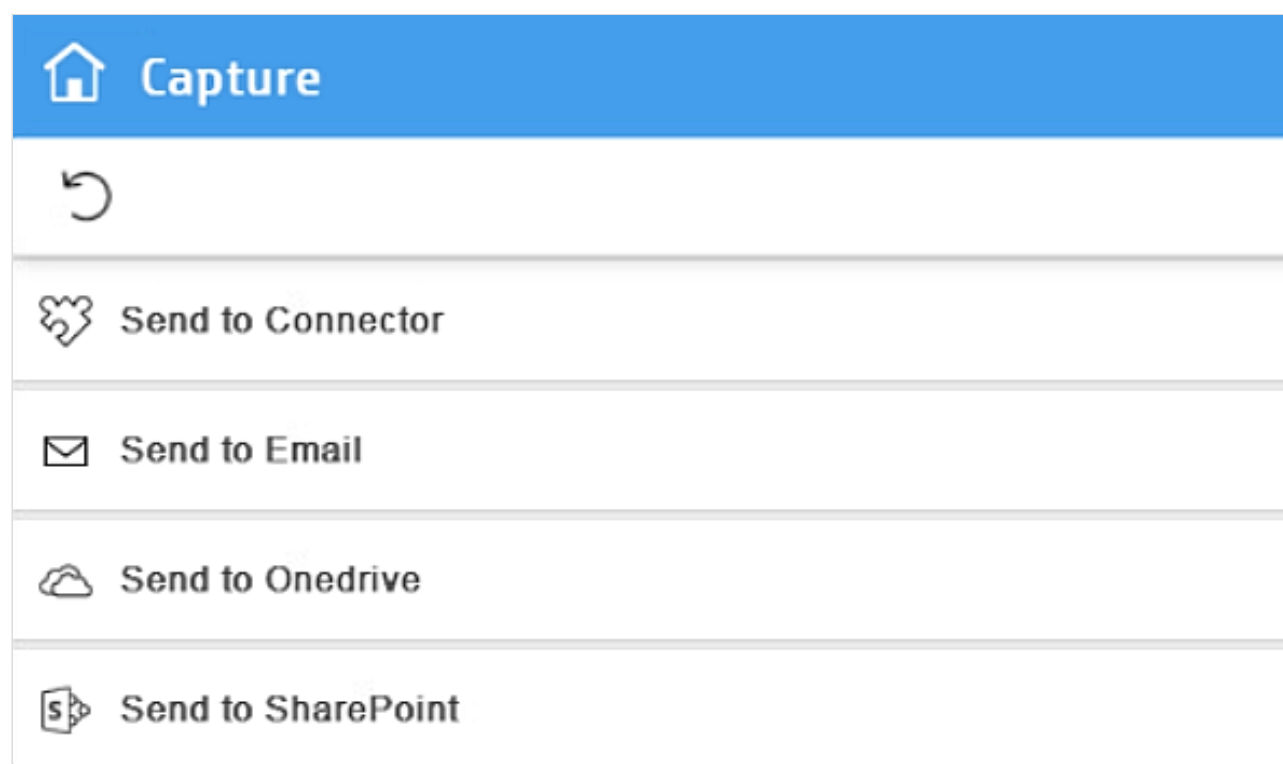 Capture
Send to Connector
Send to Email
Send to Onedrive
Send to SharePoint